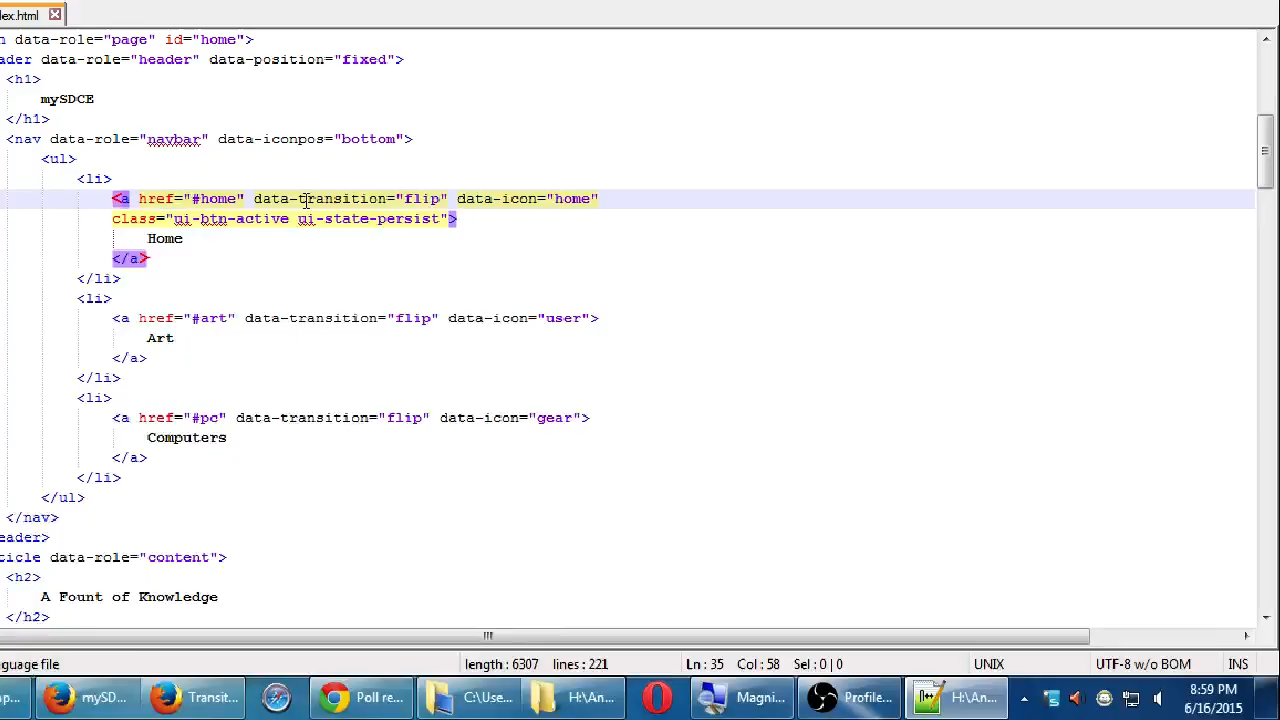 ex.html
data-role="page" id="home">
ader data-role="header" data-position="fixed">
<h1>
mySDCE
</h1>
<nav data-role="navbar" data-iconpos="bottom">
<ul>
<li>
<a href="#home" data-transition="flip" data-icon="home"
class="ui-btn-active ui-state-persist">
Home
</a>
</li>
<li>
<a href="#art" data-transition="flip" data-icon="user">
Art
</a>
</li>
<li>
<a href="#pc" data-transition="flip" data-icon="gear">
Computers
</a>
</li>
</ul>
</nav>
eader>
ticle data-role="content">
<h2>
A Fount of Knowledge
</h2>
guage file length : 6307 lines : 221 Ln : 35 Col : 58 Sel : 0 | 0 UNIX UTF-8 w/o BOM INS
p... mySD... Transit... Poll re... C:\Use... H:\An... Magni... Profile... H:\An... 8:59 PM
6/16/2015